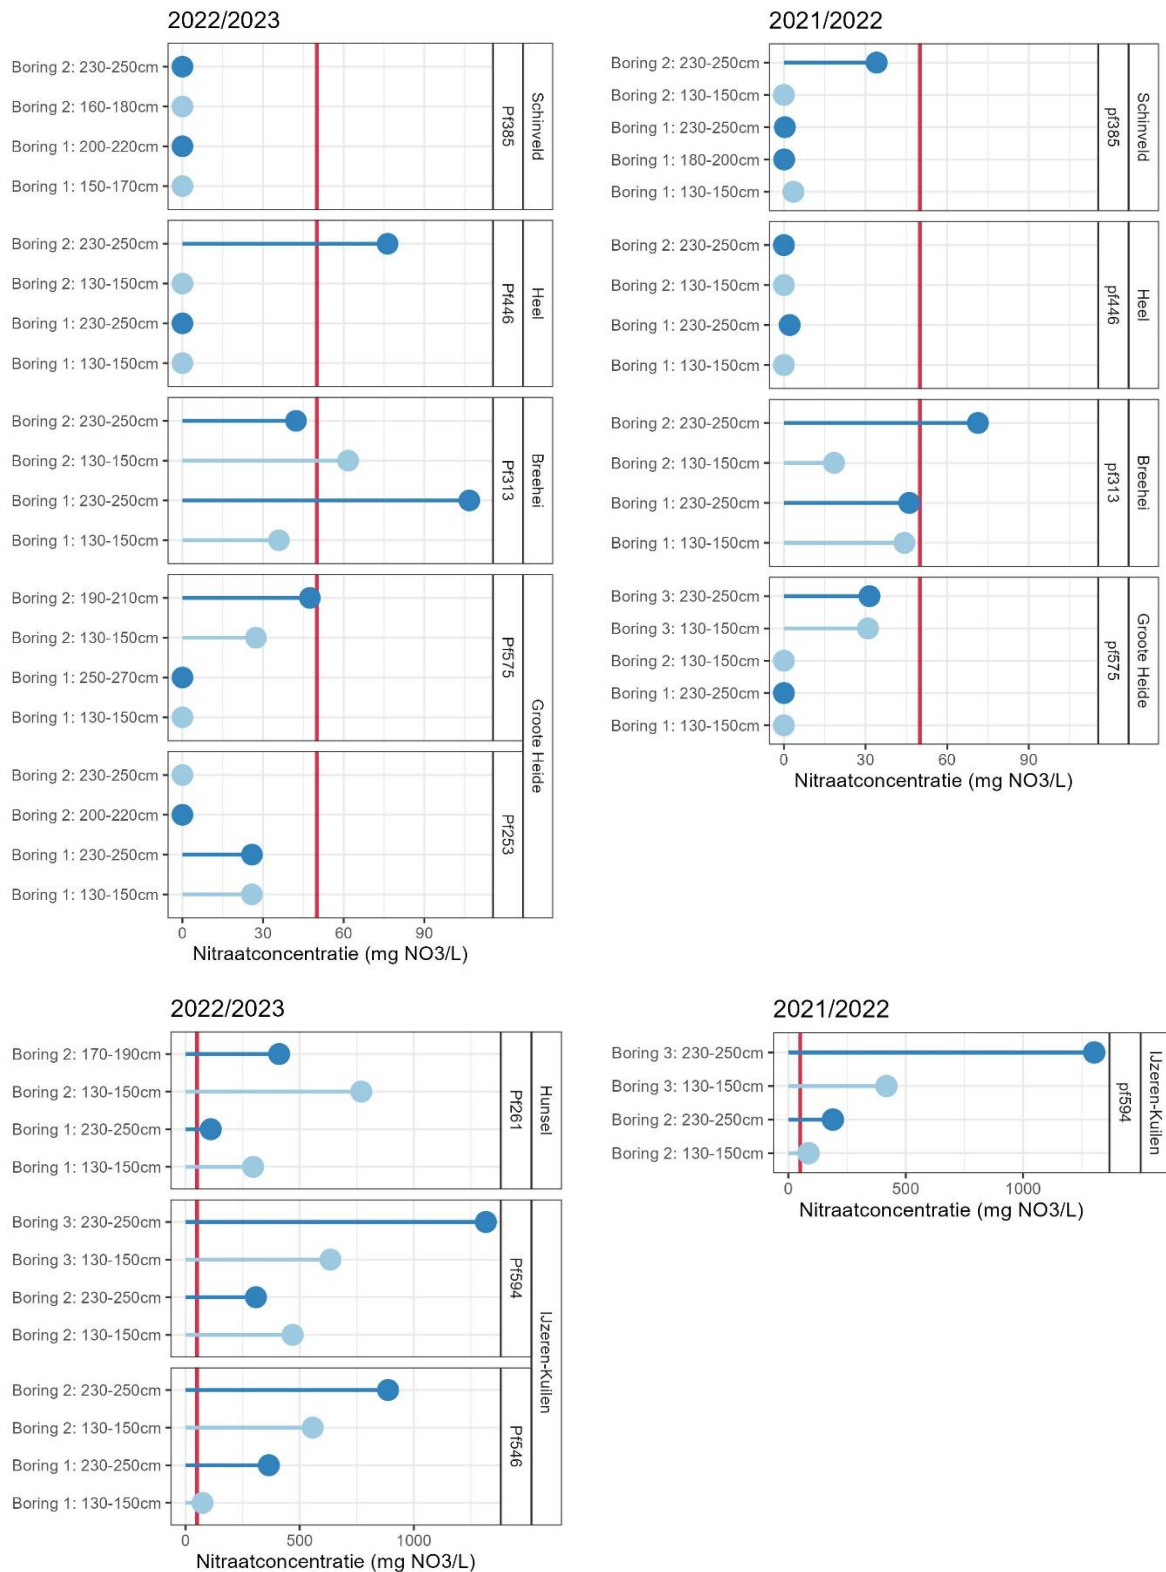 2022/2023
Boring 2: 230-250cm
Boring 2: 160-180cm
Boring 1: 200-220cm
Boring 1: 150-170cm
Pf385
Schinveld
Boring 2: 230-250cm
Boring 2: 130-150cm
Boring 1: 230-250cm
Boring 1: 130-150cm
Pf446
Heel
Boring 2: 230-250cm
Boring 2: 130-150cm
Boring 1: 230-250cm
Boring 1: 130-150cm
Pf313
Breehei
Boring 2: 190-210cm
Boring 2: 130-150cm
Boring 1: 250-270cm
Boring 1: 130-150cm
Pf575
Groote Heide
Boring 2: 230-250cm
Boring 2: 200-220cm
Boring 1: 230-250cm
Boring 1: 130-150cm
Pf253
0 30 60 90
Nitraatconcentratie (mg NO3/L)
2021/2022
Boring 2: 230-250cm
Boring 2: 130-150cm
Boring 1: 230-250cm
Boring 1: 180-200cm
Boring 1: 130-150cm
pf385
Schinveld
Boring 2: 230-250cm
Boring 2: 130-150cm
Boring 1: 230-250cm
Boring 1: 130-150cm
pf446
Heel
Boring 2: 230-250cm
Boring 2: 130-150cm
Boring 1: 230-250cm
Boring 1: 130-150cm
pf313
Breehei
Boring 3: 230-250cm
Boring 3: 130-150cm
Boring 2: 130-150cm
Boring 1: 230-250cm
Boring 1: 130-150cm
pf575
Groote Heide
0 30 60 90
Nitraatconcentratie (mg NO3/L)
2022/2023
Boring 2: 170-190cm
Boring 2: 130-150cm
Boring 1: 230-250cm
Boring 1: 130-150cm
Pf261
Hunsel
Boring 3: 230-250cm
Boring 3: 130-150cm
Boring 2: 230-250cm
Boring 2: 130-150cm
Pf594
IJzeren-Kuilen
Boring 2: 230-250cm
Boring 2: 130-150cm
Boring 1: 230-250cm
Boring 1: 130-150cm
Pf546
0 500 1000
Nitraatconcentratie (mg NO3/L)
2021/2022
Boring 3: 230-250cm
Boring 3: 130-150cm
Boring 2: 230-250cm
Boring 2: 130-150cm
pf594
IJzeren-Kuilen
0 500 1000
Nitraatconcentratie (mg NO3/L)